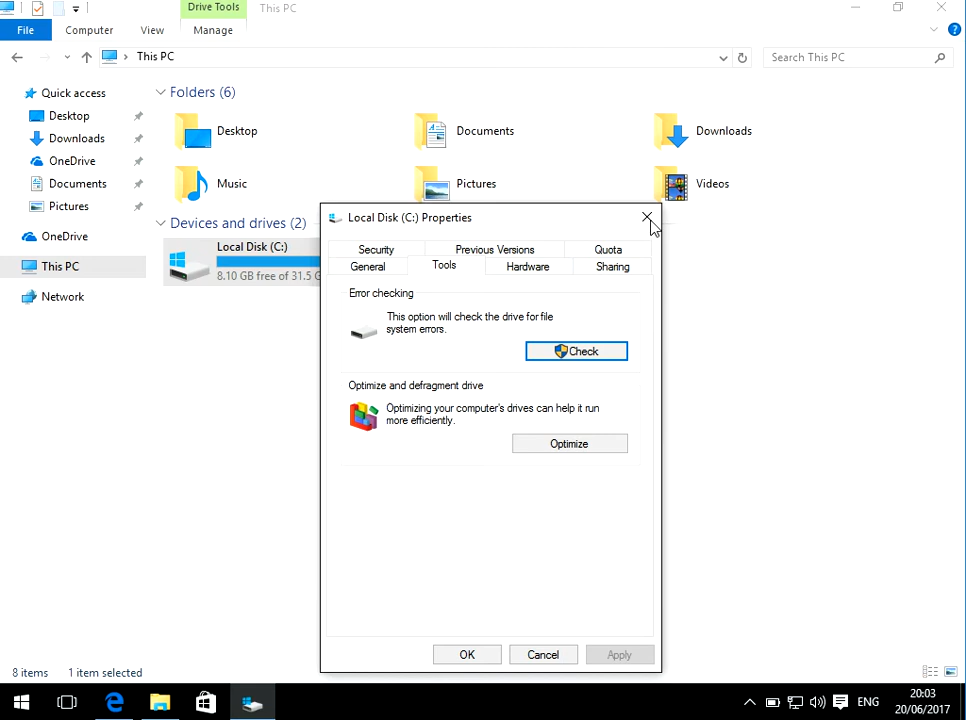 Drive Tools This PC
File Computer View Manage
This PC
Search This PC
Quick access
Desktop
Downloads
OneDrive
Documents
Pictures
OneDrive
This PC
Network
Folders (6)
Desktop
Documents
Downloads
Music
Pictures
Videos
Devices and drives (2)
Local Disk (C:)
8.10 GB free of 31.5 G
Local Disk (C:) Properties
Security Previous Versions Quota
General Tools Hardware Sharing
Error checking
This option will check the drive for file
system errors.
Check
Optimize and defragment drive
Optimizing your computer's drives can help it run
more efficiently.
Optimize
OK Cancel Apply
8 items 1 item selected
ENG
20:03
20/06/2017